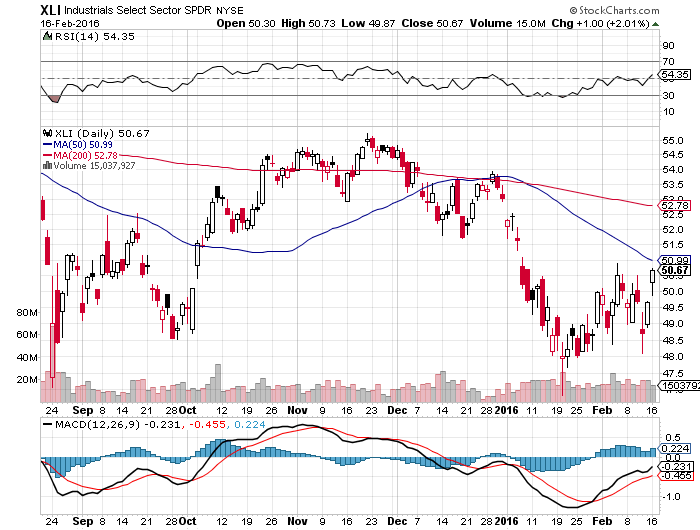 XLI Industrials Select Sector SPDR NYSE © StockCharts.com
16-Feb-2016 Open 50.30 High 50.73 Low 49.87 Close 50.67 Volume 15.0M Chg +1.00 (+2.01%)
RSI(14) 54.35
90
70
54.35
50
30
10
XLI (Daily) 50.67
MA(50) 50.99
MA(200) 52.78
Volume 15,037,927
55.0
54.5
54.0
53.5
53.0
52.78
52.5
52.0
51.5
50.99
50.67
50.0
49.5
49.0
48.5
48.0
47.5
15037927
80M
60M
40M
20M
24 Sep 8 14 21 28 Oct 12 19 26 Nov 9 16 23 Dec 7 14 21 28 2016 11 19 25 Feb 8 16
MACD(12,26,9) -0.231, -0.455, 0.224
0.5
0.224
0.0
-0.231
-0.455
-1.0
24 Sep 8 14 21 28 Oct 12 19 26 Nov 9 16 23 Dec 7 14 21 28 2016 11 19 25 Feb 8 16